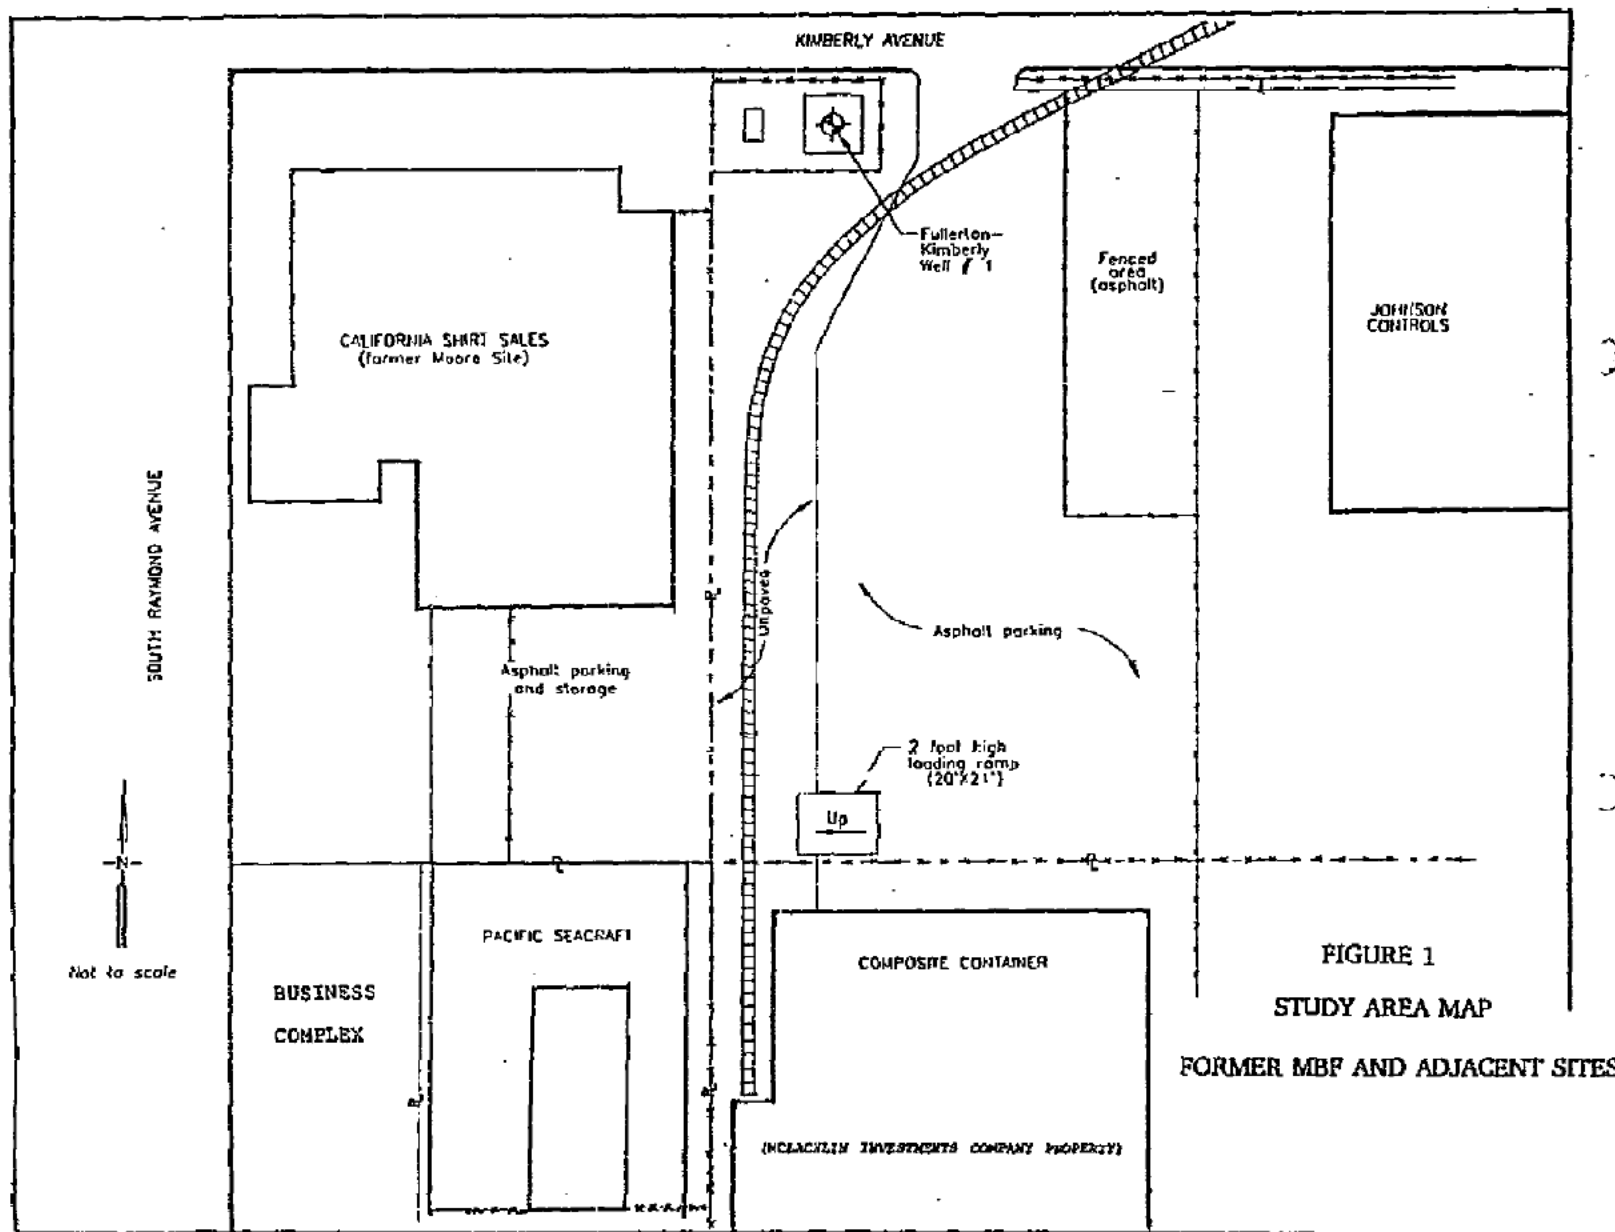 KIMBERLY AVENUE
Fullerton-
Kimberly
Well # 1
Fenced
area
(asphalt)
JOHNSON
CONTROLS
CALIFORNIA SHIRT SALES
(former Moore Site)
SOUTH RAYMOND AVENUE
Unpaved
Asphalt parking
Asphalt parking
and storage
2 foot high
loading ramp
(20'X21')
Up
N
Not to scale
PACIFIC SEACRAFT
BUSINESS
COMPLEX
COMPOSITE CONTAINER
(MCLACHLIN INVESTMENTS COMPANY PROPERTY)
FIGURE 1
STUDY AREA MAP
FORMER MBF AND ADJACENT SITES